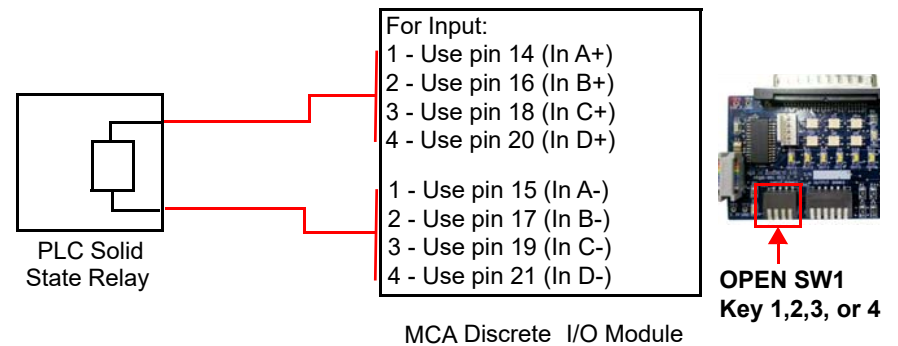 For Input:
1 - Use pin 14 (In A+)
2 - Use pin 16 (In B+)
3 - Use pin 18 (In C+)
4 - Use pin 20 (In D+)
1 - Use pin 15 (In A-)
2 - Use pin 17 (In B-)
3 - Use pin 19 (In C-)
4 - Use pin 21 (In D-)
PLC Solid
State Relay
OPEN SW1
Key 1,2,3, or 4
MCA Discrete I/O Module